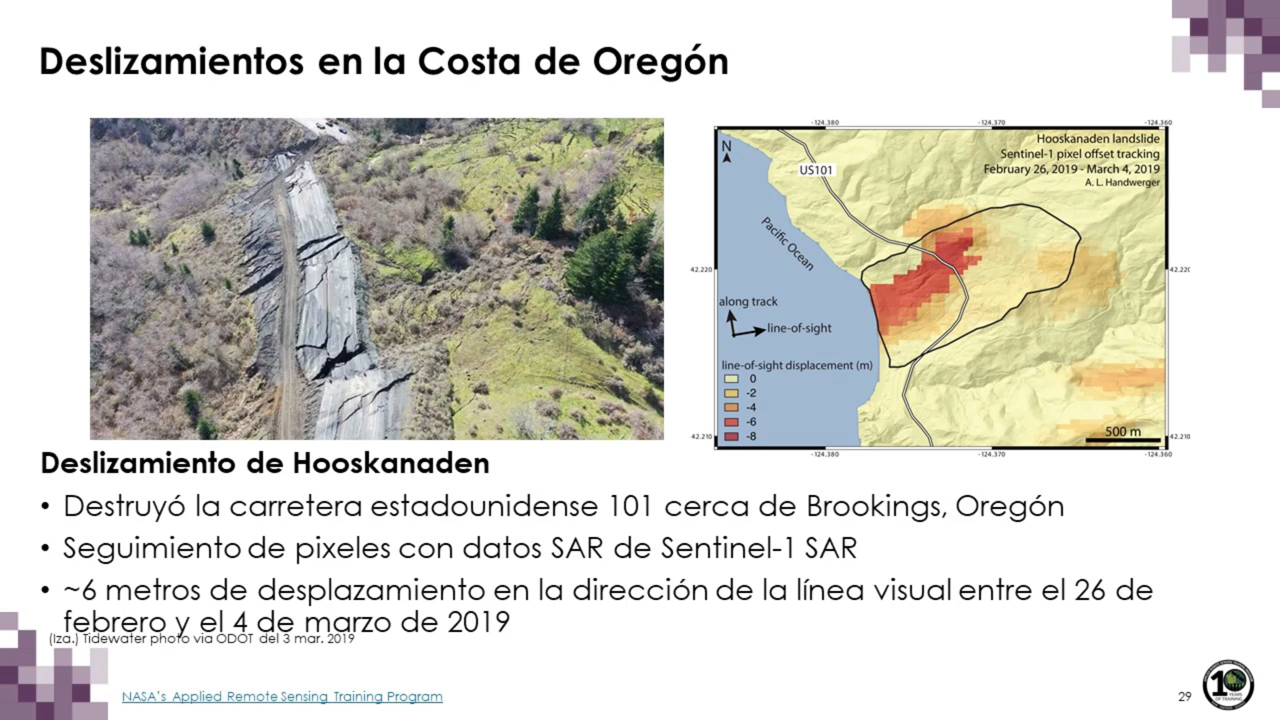 Deslizamientos en la Costa de Oregón
-124.380
-124.370
-124.360
N
US101
Hooskanaden landslide
Sentinel-1 pixel offset tracking
February 26, 2019 - March 4, 2019
A. L. Handwerger
Pacific Ocean
42.220
42.220
along track
line-of-sight
line-of-sight displacement (m)
0
-2
-4
-6
-8
500 m
42.210
42.210
-124.380
-124.370
-124.360
Deslizamiento de Hooskanaden
• Destruyó la carretera estadounidense 101 cerca de Brookings, Oregón
• Seguimiento de pixeles con datos SAR de Sentinel-1 SAR
• ~6 metros de desplazamiento en la dirección de la línea visual entre el 26 de
febrero y el 4 de marzo de 2019
(Iza.) Tidewater photo via ODOT del 3 mar. 2019
NASA's Applied Remote Sensing Training Program
29
10
YEARS
OF TRAINING